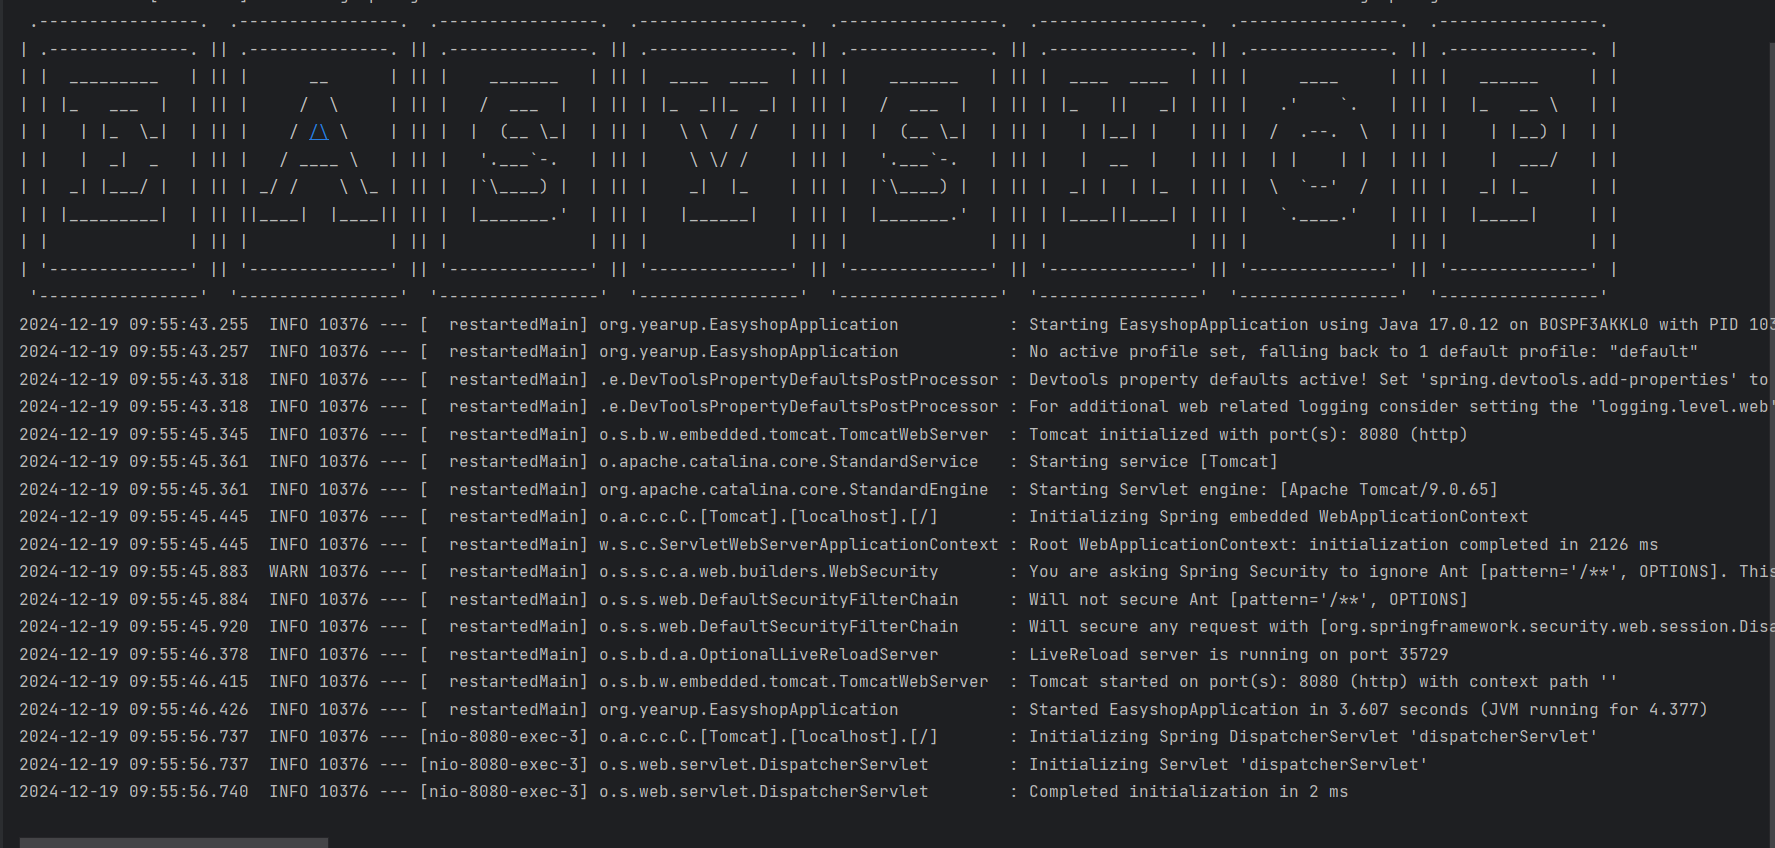 EASYSHOP
2024-12-19 09:55:43.255  INFO 10376 --- [  restartedMain] org.yearup.EasyshopApplication           : Starting EasyshopApplication using Java 17.0.12 on BOSPF3AKKL0 with PID 103
2024-12-19 09:55:43.257  INFO 10376 --- [  restartedMain] org.yearup.EasyshopApplication           : No active profile set, falling back to 1 default profile: "default"
2024-12-19 09:55:43.318  INFO 10376 --- [  restartedMain] .e.DevToolsPropertyDefaultsPostProcessor : Devtools property defaults active! Set 'spring.devtools.add-properties' to
2024-12-19 09:55:43.318  INFO 10376 --- [  restartedMain] .e.DevToolsPropertyDefaultsPostProcessor : For additional web related logging consider setting the 'logging.level.web'
2024-12-19 09:55:45.345  INFO 10376 --- [  restartedMain] o.s.b.w.embedded.tomcat.TomcatWebServer  : Tomcat initialized with port(s): 8080 (http)
2024-12-19 09:55:45.361  INFO 10376 --- [  restartedMain] o.apache.catalina.core.StandardService   : Starting service [Tomcat]
2024-12-19 09:55:45.361  INFO 10376 --- [  restartedMain] org.apache.catalina.core.StandardEngine  : Starting Servlet engine: [Apache Tomcat/9.0.65]
2024-12-19 09:55:45.445  INFO 10376 --- [  restartedMain] o.a.c.c.C.[Tomcat].[localhost].[/]       : Initializing Spring embedded WebApplicationContext
2024-12-19 09:55:45.445  INFO 10376 --- [  restartedMain] w.s.c.ServletWebServerApplicationContext : Root WebApplicationContext: initialization completed in 2126 ms
2024-12-19 09:55:45.883  WARN 10376 --- [  restartedMain] o.s.s.c.a.web.builders.WebSecurity       : You are asking Spring Security to ignore Ant [pattern='/**', OPTIONS]. This
2024-12-19 09:55:45.884  INFO 10376 --- [  restartedMain] o.s.s.web.DefaultSecurityFilterChain     : Will not secure Ant [pattern='/**', OPTIONS]
2024-12-19 09:55:45.920  INFO 10376 --- [  restartedMain] o.s.s.web.DefaultSecurityFilterChain     : Will secure any request with [org.springframework.security.web.session.Disa
2024-12-19 09:55:46.378  INFO 10376 --- [  restartedMain] o.s.b.d.a.OptionalLiveReloadServer       : LiveReload server is running on port 35729
2024-12-19 09:55:46.415  INFO 10376 --- [  restartedMain] o.s.b.w.embedded.tomcat.TomcatWebServer  : Tomcat started on port(s): 8080 (http) with context path ''
2024-12-19 09:55:46.426  INFO 10376 --- [  restartedMain] org.yearup.EasyshopApplication           : Started EasyshopApplication in 3.607 seconds (JVM running for 4.377)
2024-12-19 09:55:56.737  INFO 10376 --- [nio-8080-exec-3] o.a.c.c.C.[Tomcat].[localhost].[/]       : Initializing Spring DispatcherServlet 'dispatcherServlet'
2024-12-19 09:55:56.737  INFO 10376 --- [nio-8080-exec-3] o.s.web.servlet.DispatcherServlet        : Initializing Servlet 'dispatcherServlet'
2024-12-19 09:55:56.740  INFO 10376 --- [nio-8080-exec-3] o.s.web.servlet.DispatcherServlet        : Completed initialization in 2 ms